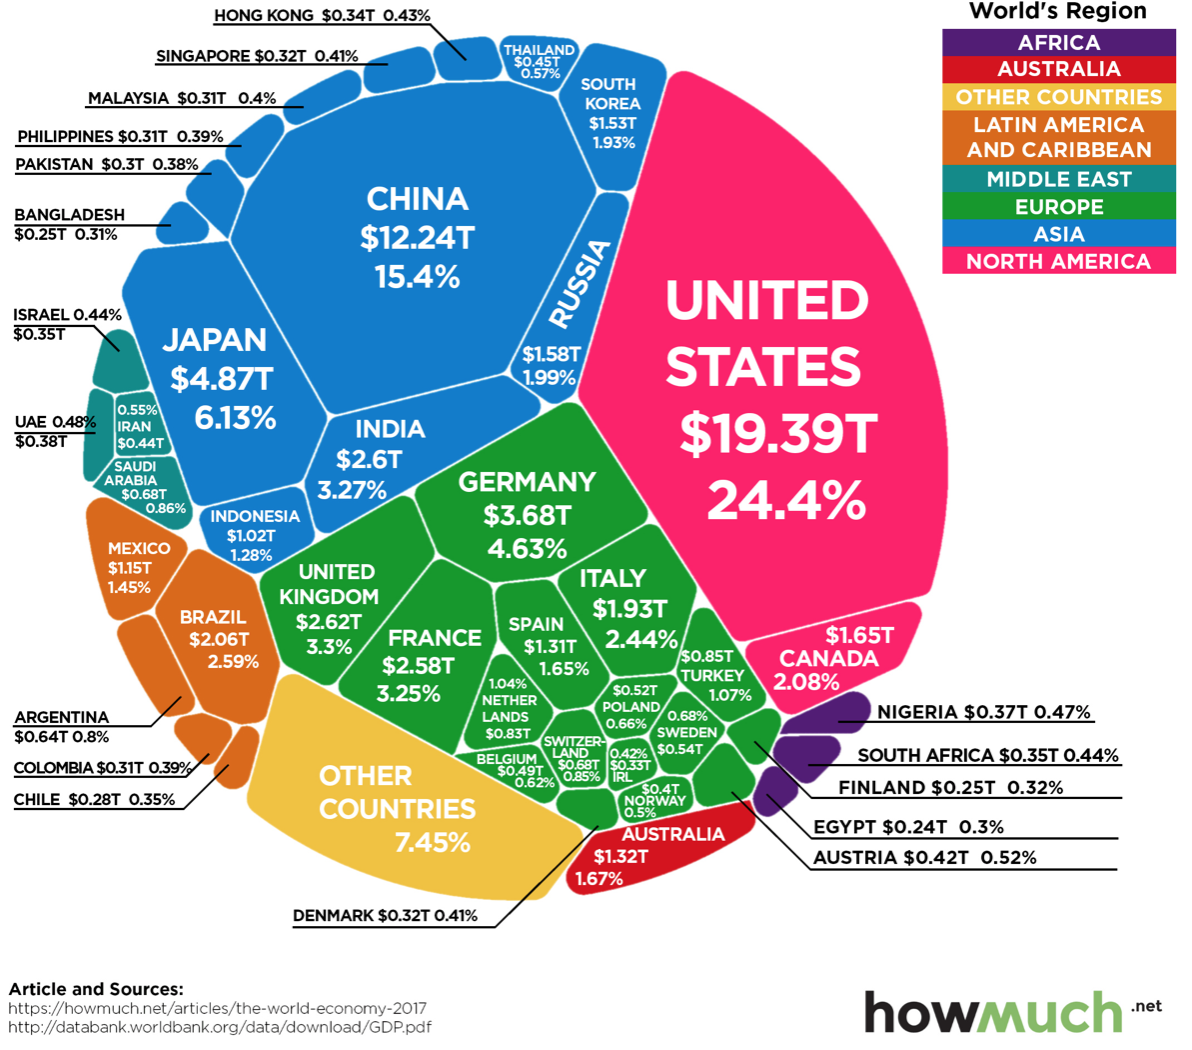 World's Region
AFRICA
AUSTRALIA
OTHER COUNTRIES
LATIN AMERICA
AND CARIBBEAN
MIDDLE EAST
EUROPE
ASIA
NORTH AMERICA
HONG KONG $0.34T 0.43%
SINGAPORE $0.32T 0.41%
MALAYSIA $0.31T 0.4%
PHILIPPINES $0.31T 0.39%
PAKISTAN $0.3T 0.38%
BANGLADESH
$0.25T 0.31%
THAILAND
$0.45T
0.57%
SOUTH
KOREA
$1.53T
1.93%
CHINA
$12.24T
15.4%
RUSSIA
$1.58T
1.99%
JAPAN
$4.87T
6.13%
INDIA
$2.6T
3.27%
INDONESIA
$1.02T
1.28%
UNITED
STATES
$19.39T
24.4%
$1.65T
CANADA
2.08%
ISRAEL 0.44%
$0.35T
UAE 0.48%
$0.38T
0.55%
IRAN
$0.44T
SAUDI
ARABIA
$0.68T
0.86%
MEXICO
$1.15T
1.45%
BRAZIL
$2.06T
2.59%
ARGENTINA
$0.64T 0.8%
COLOMBIA $0.31T 0.39%
CHILE $0.28T 0.35%
GERMANY
$3.68T
4.63%
UNITED
KINGDOM
$2.62T
3.3%
FRANCE
$2.58T
3.25%
ITALY
$1.93T
2.44%
SPAIN
$1.31T
1.65%
$0.85T
TURKEY
1.07%
1.04%
NETHER
LANDS
$0.83T
$0.52T
POLAND
0.66%
0.68%
SWEDEN
$0.54T
SWITZER-
LAND
$0.68T
0.85%
0.42%
$0.33T
IRL
BELGIUM
$0.49T
0.62%
$0.4T
NORWAY
0.5%
OTHER
COUNTRIES
7.45%
AUSTRALIA
$1.32T
1.67%
NIGERIA $0.37T 0.47%
SOUTH AFRICA $0.35T 0.44%
FINLAND $0.25T 0.32%
EGYPT $0.24T 0.3%
AUSTRIA $0.42T 0.52%
DENMARK $0.32T 0.41%
Article and Sources:
https://howmuch.net/articles/the-world-economy-2017
http://databank.worldbank.org/data/download/GDP.pdf
howmuch.net